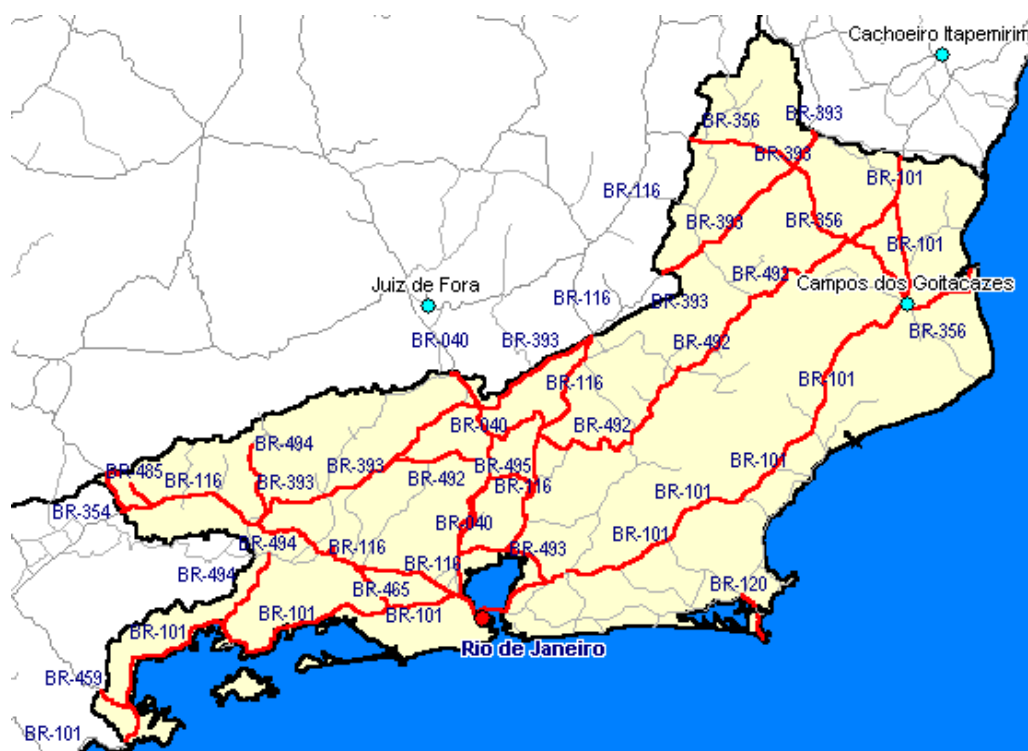 Cachoeiro Itapemirim
BR-393
BR-356
BR-393
BR-101
BR-116
BR-393
BR-356
BR-101
BR-492
Juiz de Fora
Campos dos Goitacazes
BR-116
BR-393
BR-356
BR-040
BR-393
BR-492
BR-116
BR-101
BR-040
BR-492
BR-494
BR-101
BR-485
BR-393
BR-495
BR-116
BR-393
BR-492
BR-116
BR-101
BR-354
BR-040
BR-101
BR-494
BR-116
BR-493
BR-116
BR-494
BR-120
BR-465
BR-101
BR-101
BR-101
Rio de Janeiro
BR-459
BR-101